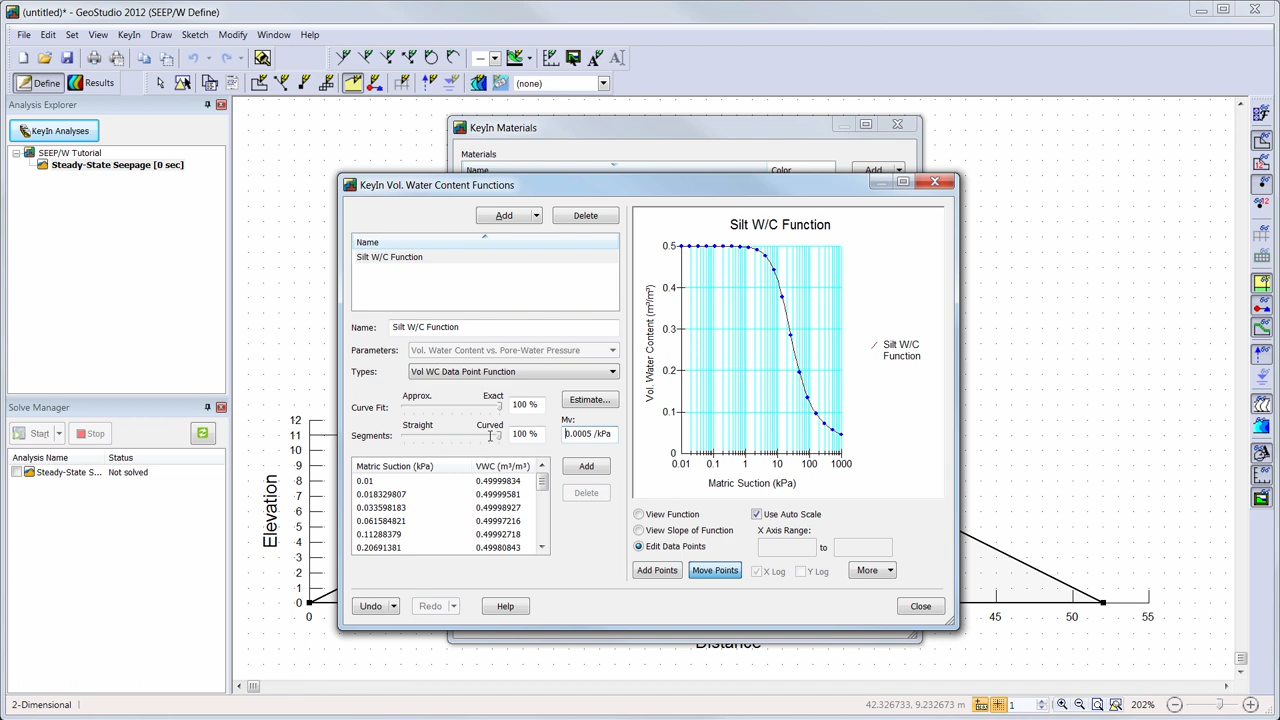 (untitled)* - GeoStudio 2012 (SEEP/W Define)
File Edit Set View KeyIn Draw Sketch Modify Window Help
Define Results (none)
Analysis Explorer
KeyIn Analyses
SEEP/W Tutorial
Steady-State Seepage [0 sec]
Solve Manager
Start Stop
Analysis Name Status
Steady-State S... Not solved
KeyIn Materials
Materials
Name Color Add
KeyIn Vol. Water Content Functions
Add Delete
Name
Silt W/C Function
Name: Silt W/C Function
Parameters: Vol. Water Content vs. Pore-Water Pressure
Types: Vol WC Data Point Function
Approx. Exact
Curve Fit: 100 % Estimate...
Straight Curved Mv:
Segments: 100 % 0.0005 /kPa
Matric Suction (kPa) VWC (m³/m³) Add
0.01 0.49999834
0.018329807 0.49999581 Delete
0.033598183 0.49998927
0.061584821 0.49997216
0.11288379 0.49992718
0.20691381 0.49980843
Undo Redo Help
Silt W/C Function
Vol. Water Content (m³/m³)
0.5
0.4
0.3
0.2
0.1
0
0.01 0.1 1 10 100 1000
Matric Suction (kPa)
Silt W/C
Function
View Function Use Auto Scale
View Slope of Function X Axis Range:
Edit Data Points to
Add Points Move Points X Log Y Log More
Close
Elevation
12
11
10
9
8
7
6
5
4
3
2
1
0
0 45 50 55
Distance
2-Dimensional 42.326733, 9.232673 m 1 202%